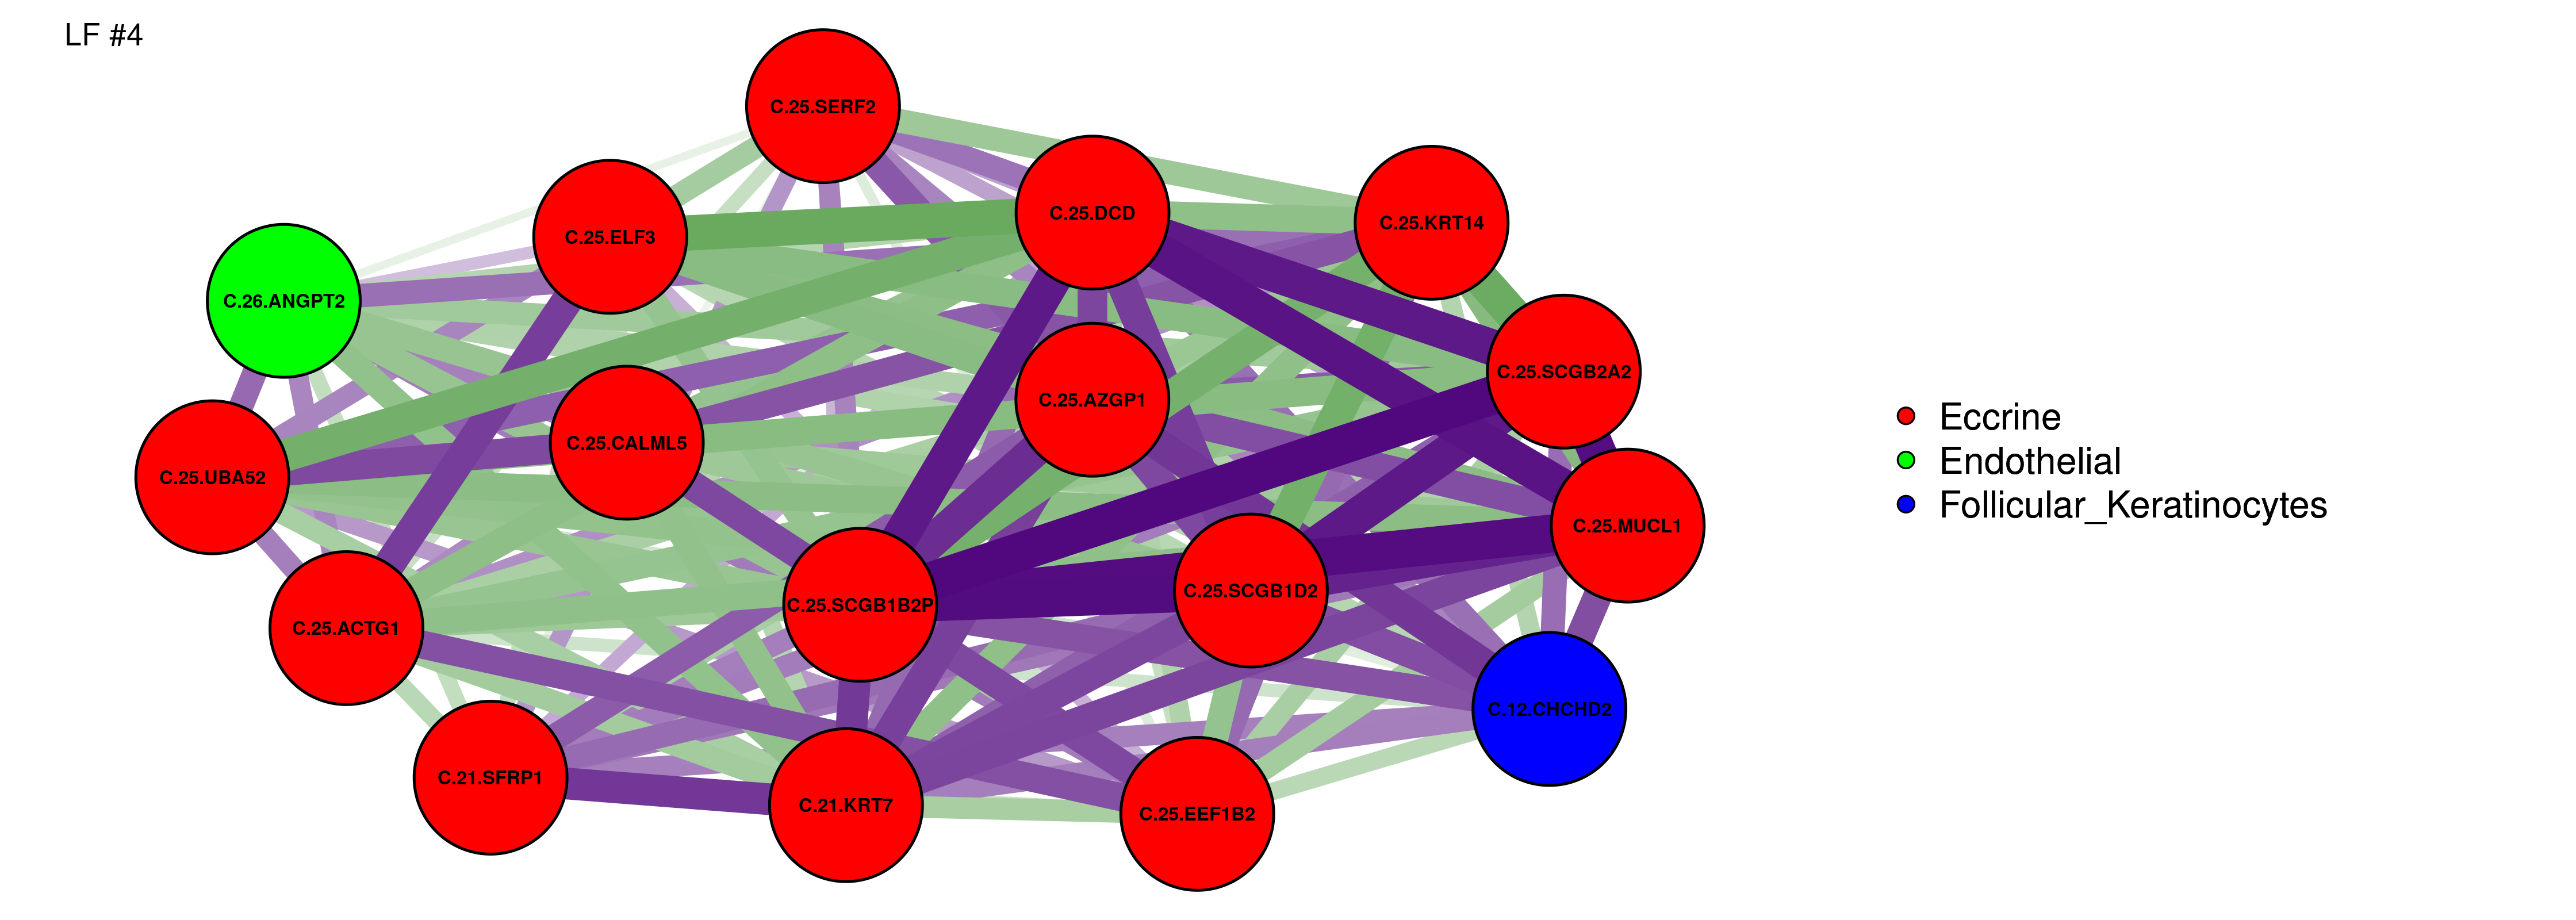 LF #4
C.25.SERF2
C.25.DCD
C.25.KRT14
C.25.ELF3
C.26.ANGPT2
C.25.SCGB2A2
C.25.AZGP1
C.25.CALML5
C.25.UBA52
C.25.MUCL1
C.25.SCGB1D2
C.25.SCGB1B2P
C.25.ACTG1
C.12.CHCHD2
C.21.SFRP1
C.21.KRT7
C.25.EEF1B2
Eccrine
Endothelial
Follicular_Keratinocytes